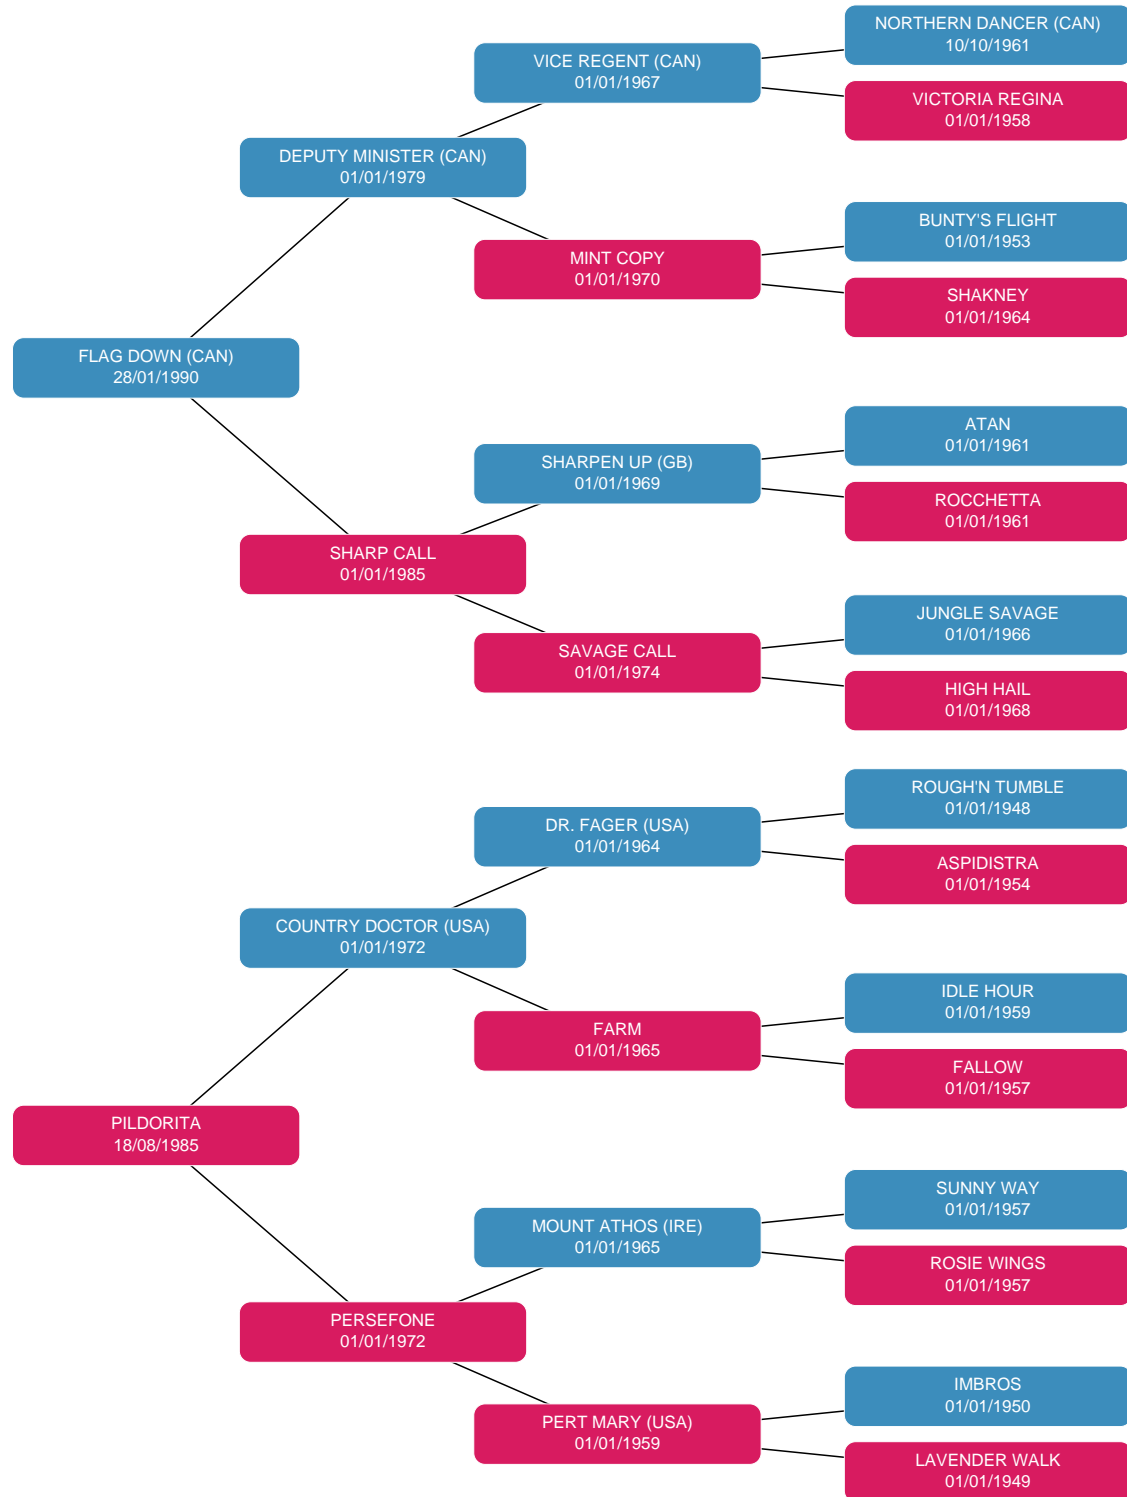 NORTHERN DANCER (CAN)
10/10/1961
VICE REGENT (CAN)
01/01/1967
VICTORIA REGINA
01/01/1958
DEPUTY MINISTER (CAN)
01/01/1979
BUNTY'S FLIGHT
01/01/1953
MINT COPY
01/01/1970
SHAKNEY
01/01/1964
FLAG DOWN (CAN)
28/01/1990
ATAN
01/01/1961
SHARPEN UP (GB)
01/01/1969
ROCCHETTA
01/01/1961
SHARP CALL
01/01/1985
JUNGLE SAVAGE
01/01/1966
SAVAGE CALL
01/01/1974
HIGH HAIL
01/01/1968
ROUGH'N TUMBLE
01/01/1948
DR. FAGER (USA)
01/01/1964
ASPIDISTRA
01/01/1954
COUNTRY DOCTOR (USA)
01/01/1972
IDLE HOUR
01/01/1959
FARM
01/01/1965
FALLOW
01/01/1957
PILDORITA
18/08/1985
SUNNY WAY
01/01/1957
MOUNT ATHOS (IRE)
01/01/1965
ROSIE WINGS
01/01/1957
PERSEFONE
01/01/1972
IMBROS
01/01/1950
PERT MARY (USA)
01/01/1959
LAVENDER WALK
01/01/1949